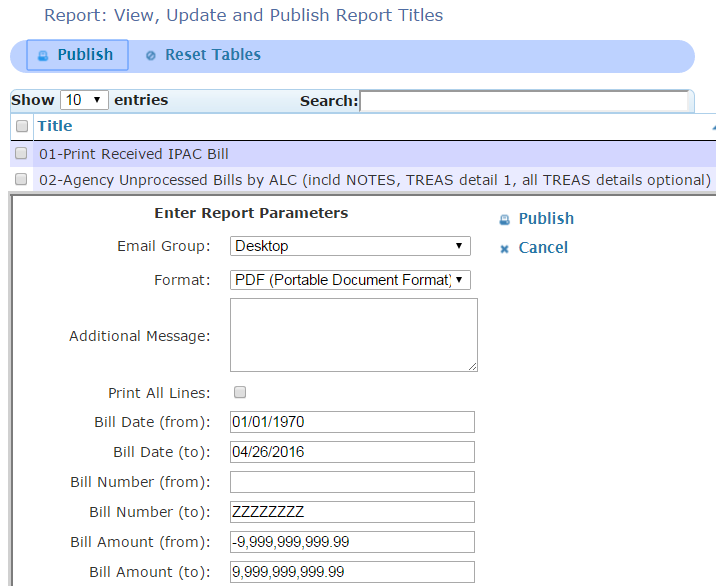 Report: View, Update and Publish Report Titles
Publish Reset Tables
Show 10 entries Search:
Title
01-Print Received IPAC Bill
02-Agency Unprocessed Bills by ALC (incld NOTES, TREAS detail 1, all TREAS details optional)
Enter Report Parameters Publish
Email Group: Desktop Cancel
Format: PDF (Portable Document Format)
Additional Message:
Print All Lines:
Bill Date (from): 01/01/1970
Bill Date (to): 04/26/2016
Bill Number (from):
Bill Number (to): ZZZZZZZZ
Bill Amount (from): -9,999,999,999.99
Bill Amount (to): 9,999,999,999.99